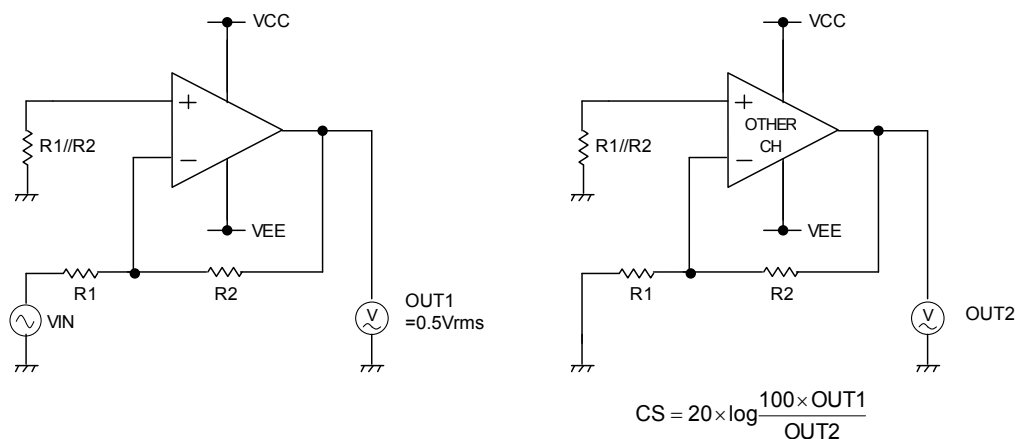 VCC
+
R1//R2
−
VEE
R1
R2
VIN
V
OUT1
=0.5Vrms
VCC
+
OTHER
CH
R1//R2
−
VEE
R1
R2
V
OUT2
CS = 20 × log 100 × OUT1 / OUT2